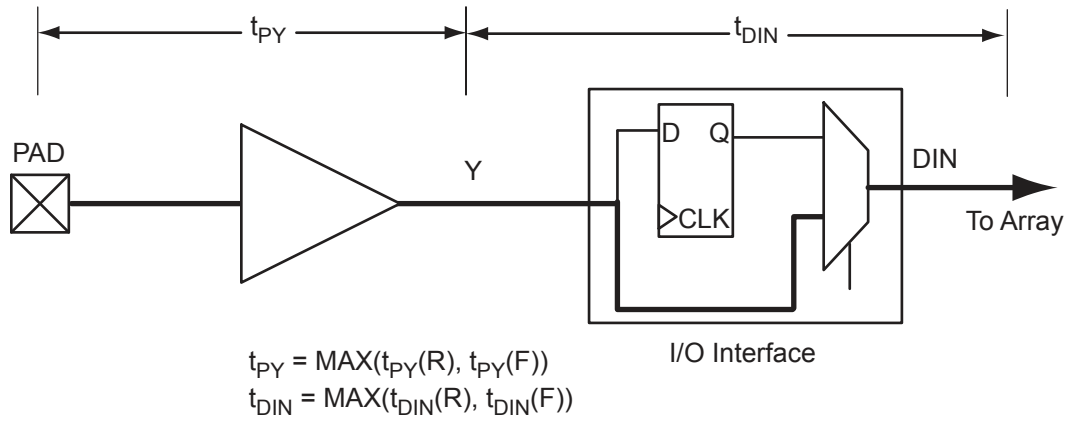 tPY
tDIN
PAD
Y
D
Q
CLK
DIN
To Array
I/O Interface
tPY = MAX(tPY(R), tPY(F))
tDIN = MAX(tDIN(R), tDIN(F))